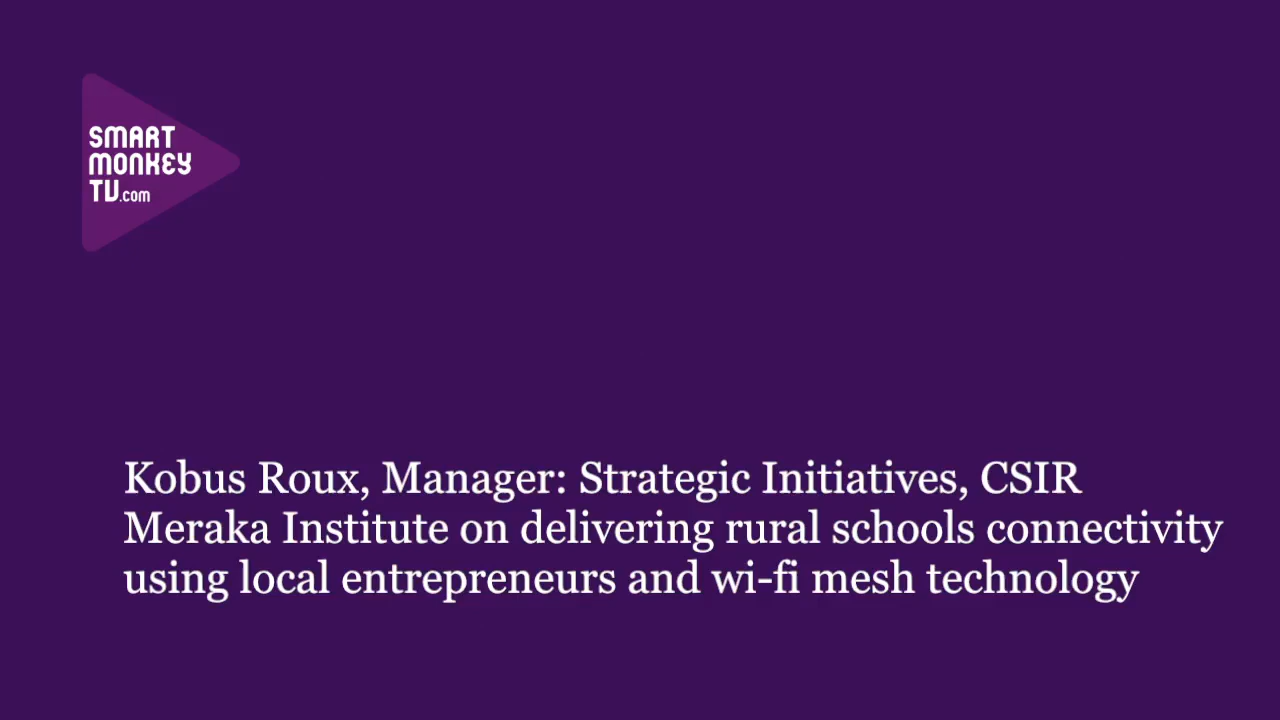 SMART
MONKEY
TV.com
Kobus Roux, Manager: Strategic Initiatives, CSIR
Meraka Institute on delivering rural schools connectivity
using local entrepreneurs and wi-fi mesh technology